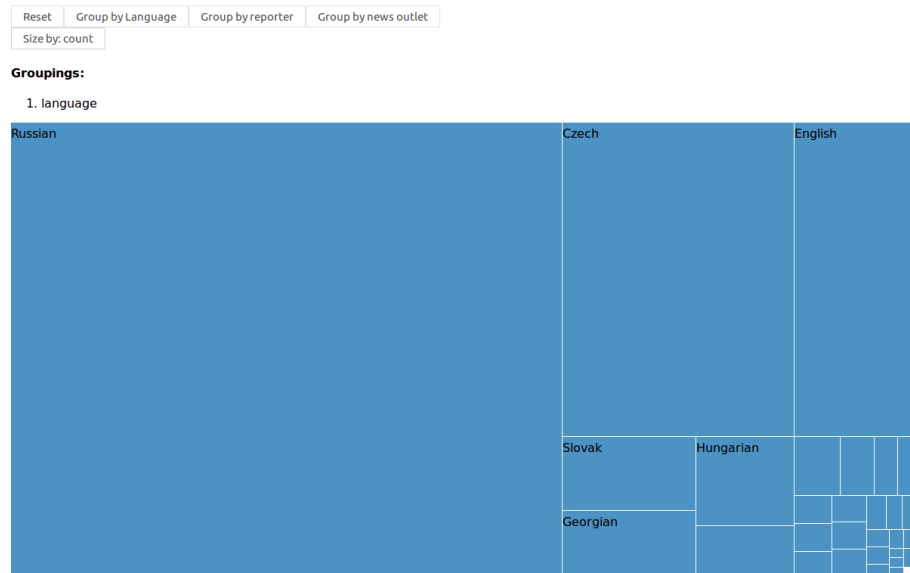 Reset Group by Language Group by reporter Group by news outlet
Size by: count
Groupings:
1. language
Russian Czech English
Slovak Hungarian
Georgian